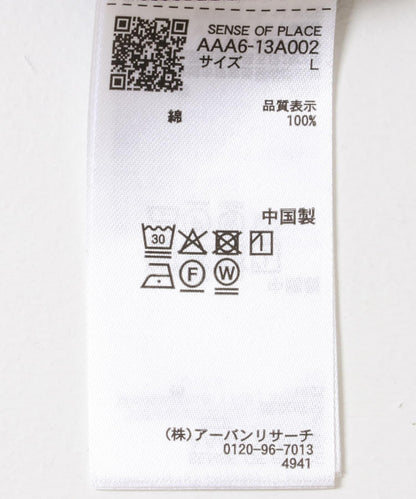 SENSE OF PLACE
AAA6-13A002
サイズ L
品質表示
綿 100%
中国製
30
F W
(株)アーバンリサーチ
0120-96-7013
4941